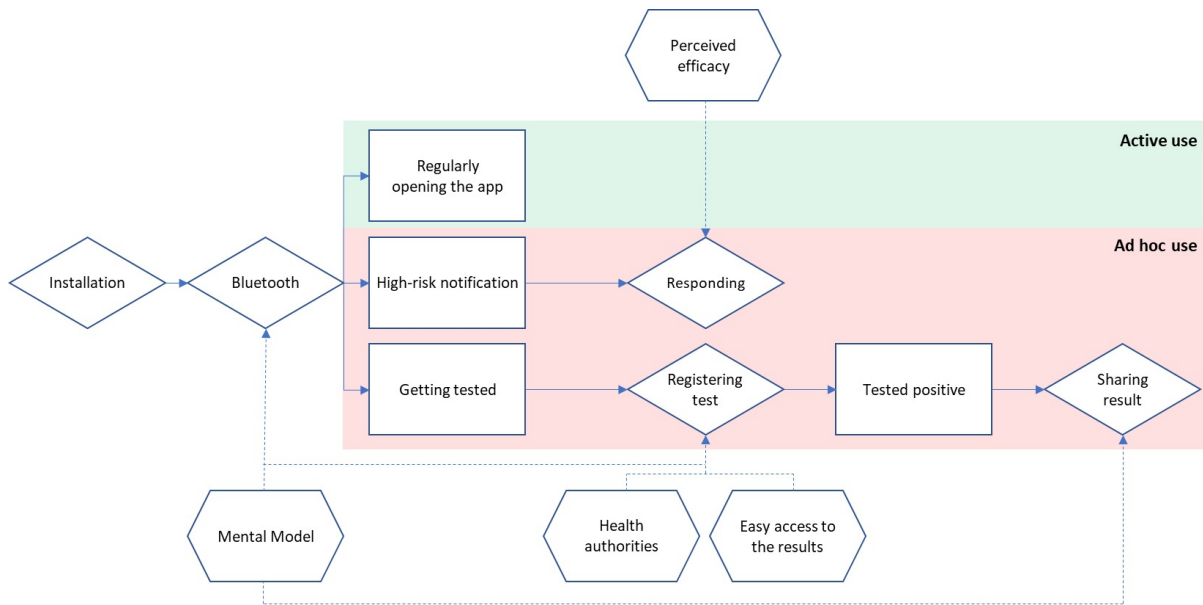 Perceived
efficacy
Active use
Regularly
opening the app
Ad hoc use
Installation
Bluetooth
High-risk notification
Responding
Getting tested
Registering
test
Tested positive
Sharing
result
Mental Model
Health
authorities
Easy access to
the results